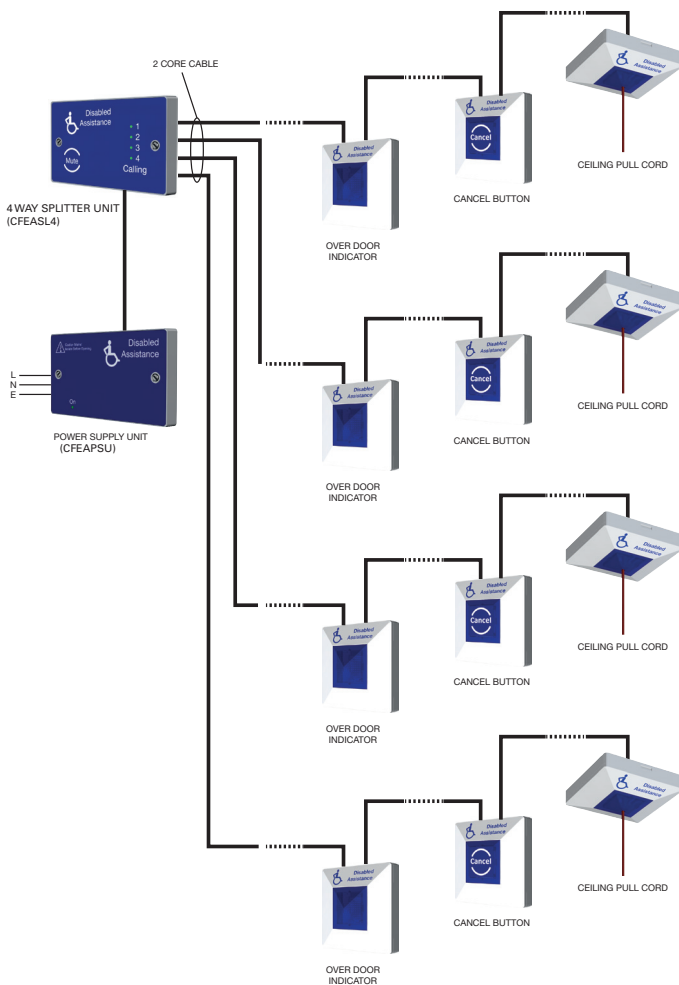 2 CORE CABLE
Disabled
Assistance
1
2
3
4
Calling
Mute
4 WAY SPLITTER UNIT
(CFEASL4)
Disabled
Assistance
L
N
E
On
POWER SUPPLY UNIT
(CFEAPSU)
Disabled
Assistance
OVER DOOR
INDICATOR
Disabled
Assistance
Cancel
CANCEL BUTTON
Disabled
Assistance
CEILING PULL CORD
Disabled
Assistance
OVER DOOR
INDICATOR
Disabled
Assistance
Cancel
CANCEL BUTTON
Disabled
Assistance
CEILING PULL CORD
Disabled
Assistance
OVER DOOR
INDICATOR
Disabled
Assistance
Cancel
CANCEL BUTTON
Disabled
Assistance
CEILING PULL CORD
Disabled
Assistance
OVER DOOR
INDICATOR
Disabled
Assistance
Cancel
CANCEL BUTTON
Disabled
Assistance
CEILING PULL CORD